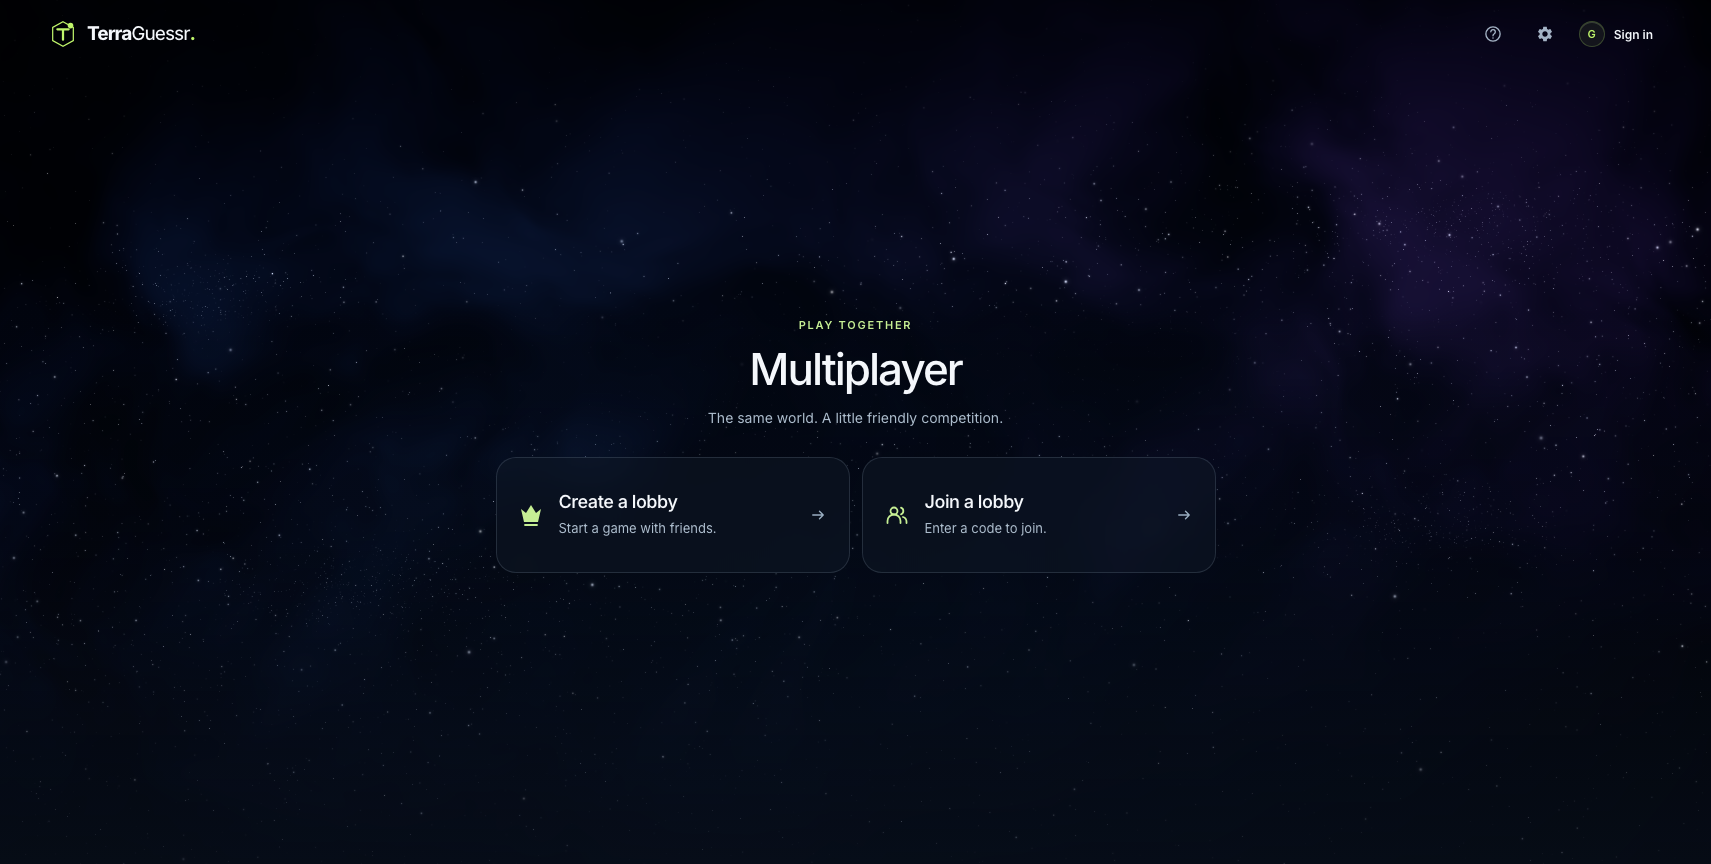 TerraGuessr.
G Sign in
PLAY TOGETHER
Multiplayer
The same world. A little friendly competition.
Create a lobby
Start a game with friends.
Join a lobby
Enter a code to join.